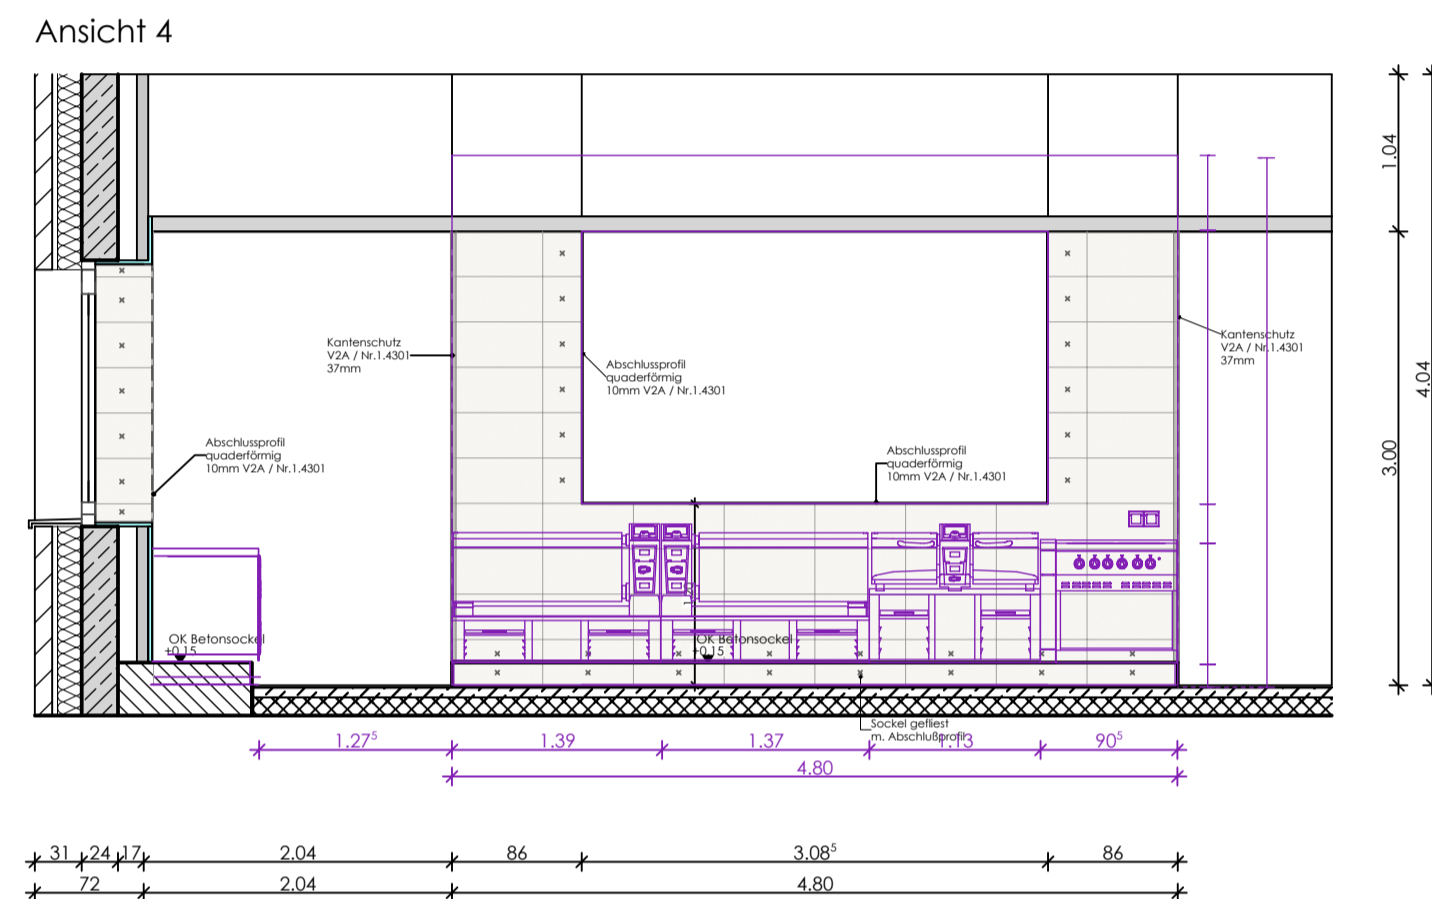 Ansicht 4
1.04
Kantenschutz
V2A / Nr.1.4301
37mm
Kantenschutz
V2A / Nr.1.4301
37mm
Abschlussprofil
quaderförmig
10mm V2A / Nr.1.4301
4.04
Abschlussprofil
quaderförmig
10mm V2A / Nr.1.4301
Abschlussprofil
quaderförmig
10mm V2A / Nr.1.4301
3.00
OK Betonsockel
+0.15
OK Betonsockel
+0.15
Sockel gefliest
m. Abschlußprofil
1.27⁵ 1.39 1.37 1.13 90⁵
4.80
31 24 17 2.04 86 3.08⁵ 86
72 2.04 4.80